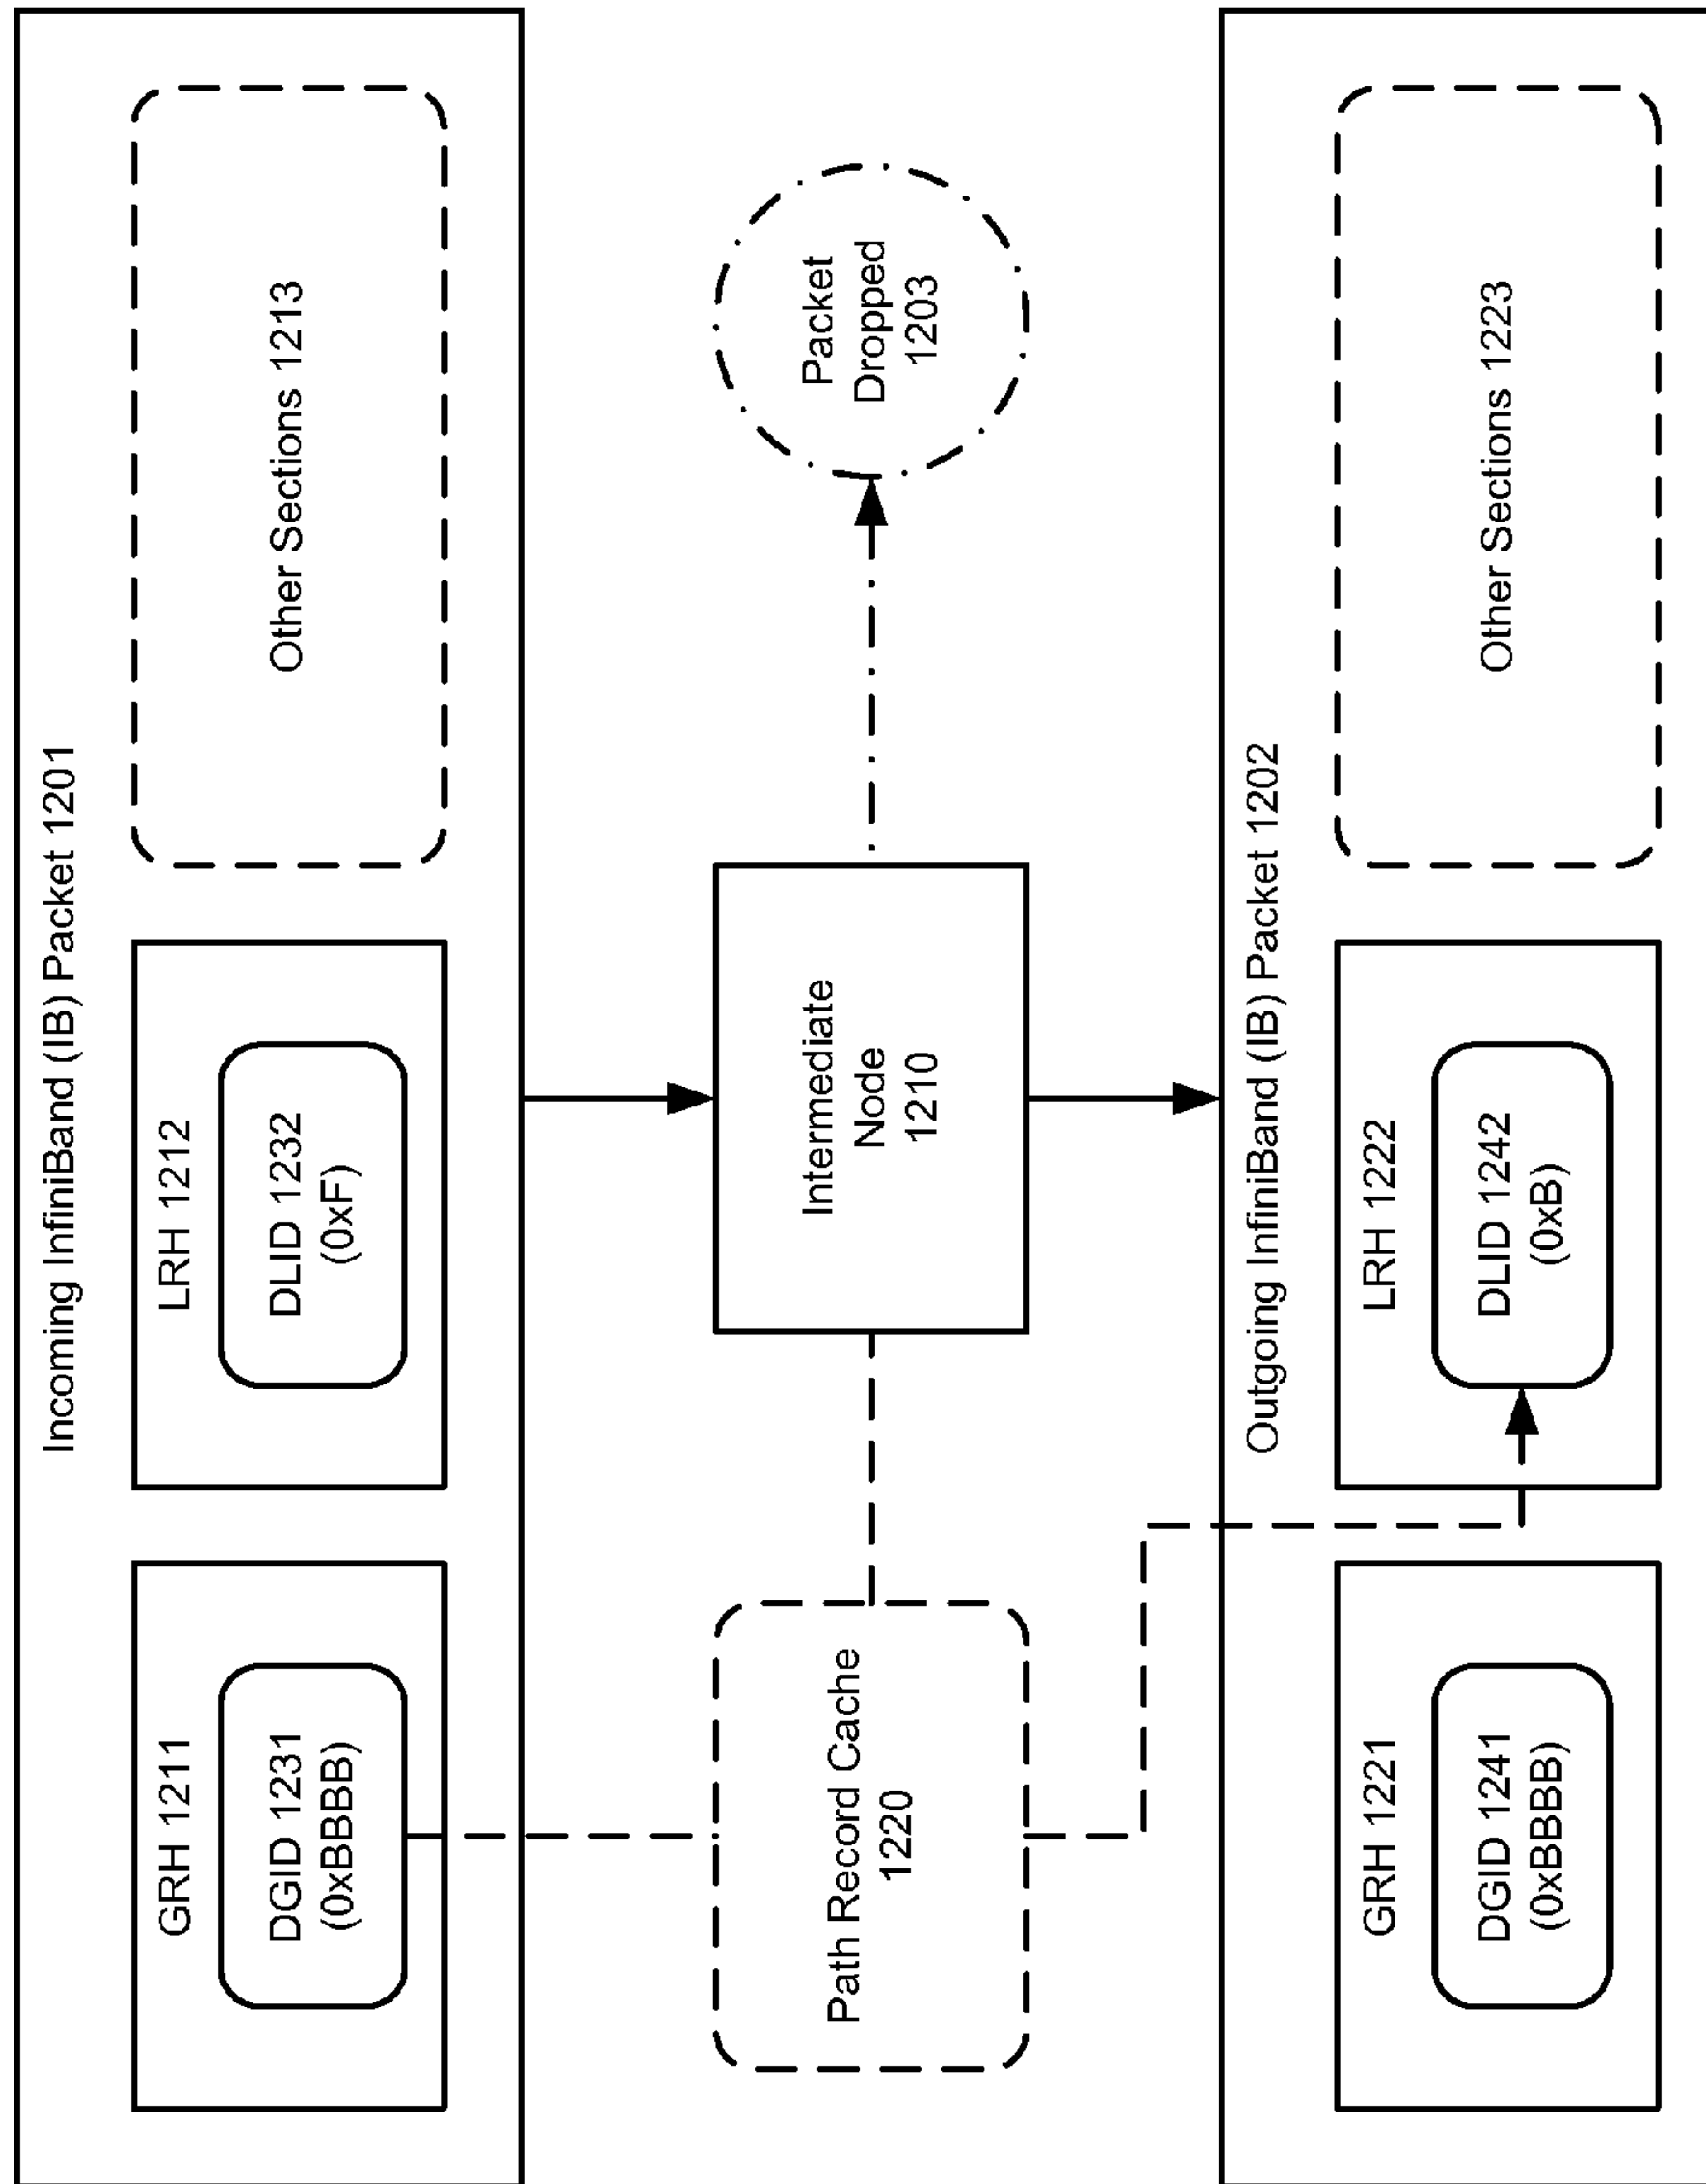 Incoming InfiniBand (IB) Packet 1201
GRH 1211
DGID 1231
(0xBBBB)
LRH 1212
DLID 1232
(0xF)
Other Sections 1213
Path Record Cache
1220
Intermediate
Node
1210
Packet
Dropped
1203
Outgoing InfiniBand (IB) Packet 1202
GRH 1221
DGID 1241
(0xBBBB)
LRH 1222
DLID 1242
(0xB)
Other Sections 1223